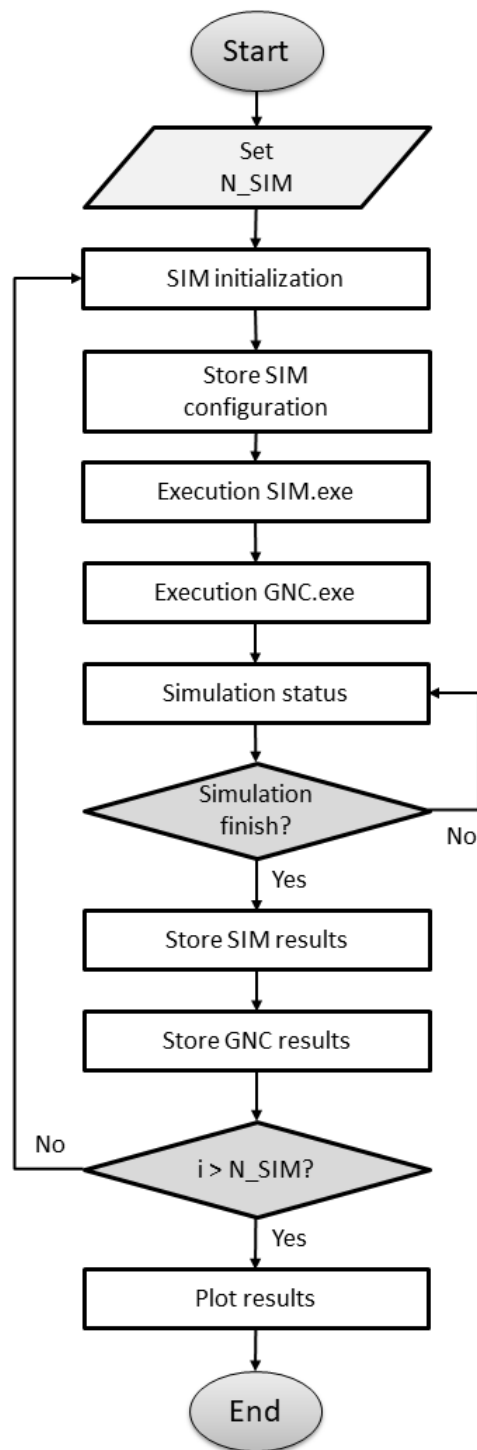 Start
Set
N_SIM
SIM initialization
Store SIM
configuration
Execution SIM.exe
Execution GNC.exe
Simulation status
Simulation
finish?
No
Yes
Store SIM results
Store GNC results
No
i > N_SIM?
Yes
Plot results
End